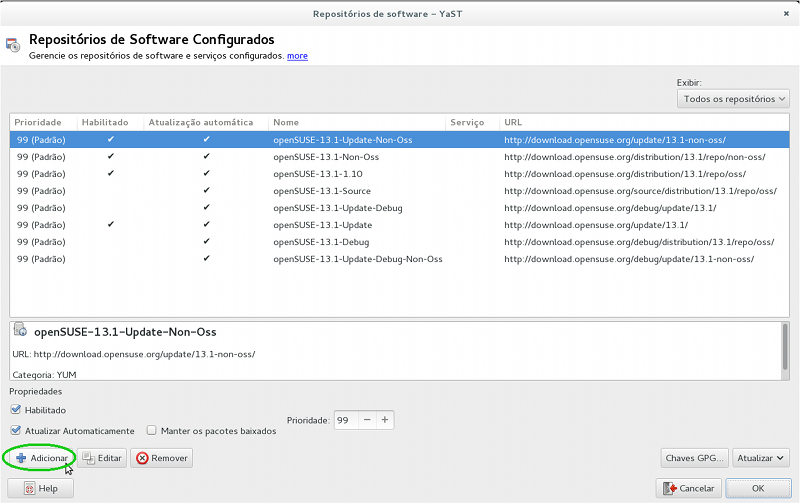 Repositórios de software - YaST
Repositórios de Software Configurados
Gerencie os repositórios de software e serviços configurados. more
Exibir:
Todos os repositórios
Prioridade Habilitado Atualização automática Nome Serviço URL
99 (Padrão) ✔ ✔ openSUSE-13.1-Update-Non-Oss http://download.opensuse.org/update/13.1-non-oss/
99 (Padrão) ✔ ✔ openSUSE-13.1-Non-Oss http://download.opensuse.org/distribution/13.1/repo/non-oss/
99 (Padrão) ✔ ✔ openSUSE-13.1-1.10 http://download.opensuse.org/distribution/13.1/repo/oss/
99 (Padrão) ✔ openSUSE-13.1-Source http://download.opensuse.org/source/distribution/13.1/repo/oss/
99 (Padrão) ✔ openSUSE-13.1-Update-Debug http://download.opensuse.org/debug/update/13.1/
99 (Padrão) ✔ ✔ openSUSE-13.1-Update http://download.opensuse.org/update/13.1/
99 (Padrão) ✔ openSUSE-13.1-Debug http://download.opensuse.org/debug/distribution/13.1/repo/oss/
99 (Padrão) ✔ openSUSE-13.1-Update-Debug-Non-Oss http://download.opensuse.org/debug/update/13.1-non-oss/
openSUSE-13.1-Update-Non-Oss
URL: http://download.opensuse.org/update/13.1-non-oss/
Categoria: YUM
Propriedades
Habilitado
Atualizar Automaticamente Manter os pacotes baixados Prioridade: 99 − +
Adicionar Editar Remover Chaves GPG... Atualizar
Help Cancelar OK